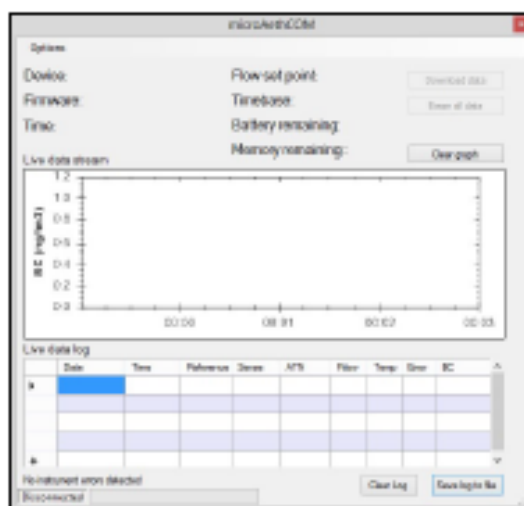 microAethCOM
Options
Device: Flow-set point: Download data
Firmware: Timebase: Erase all data
Time: Battery remaining:
Memory remaining: Clear graph
Live data stream
1.2
1.0
0.8
0.6
0.4
0.2
0.0
00:00 00:01 00:02 00:03
Live data log
Date Time Reference Sense ATN Flow Temp Error BC
No instrument errors detected
Clear Log Save log to file
Disconnected